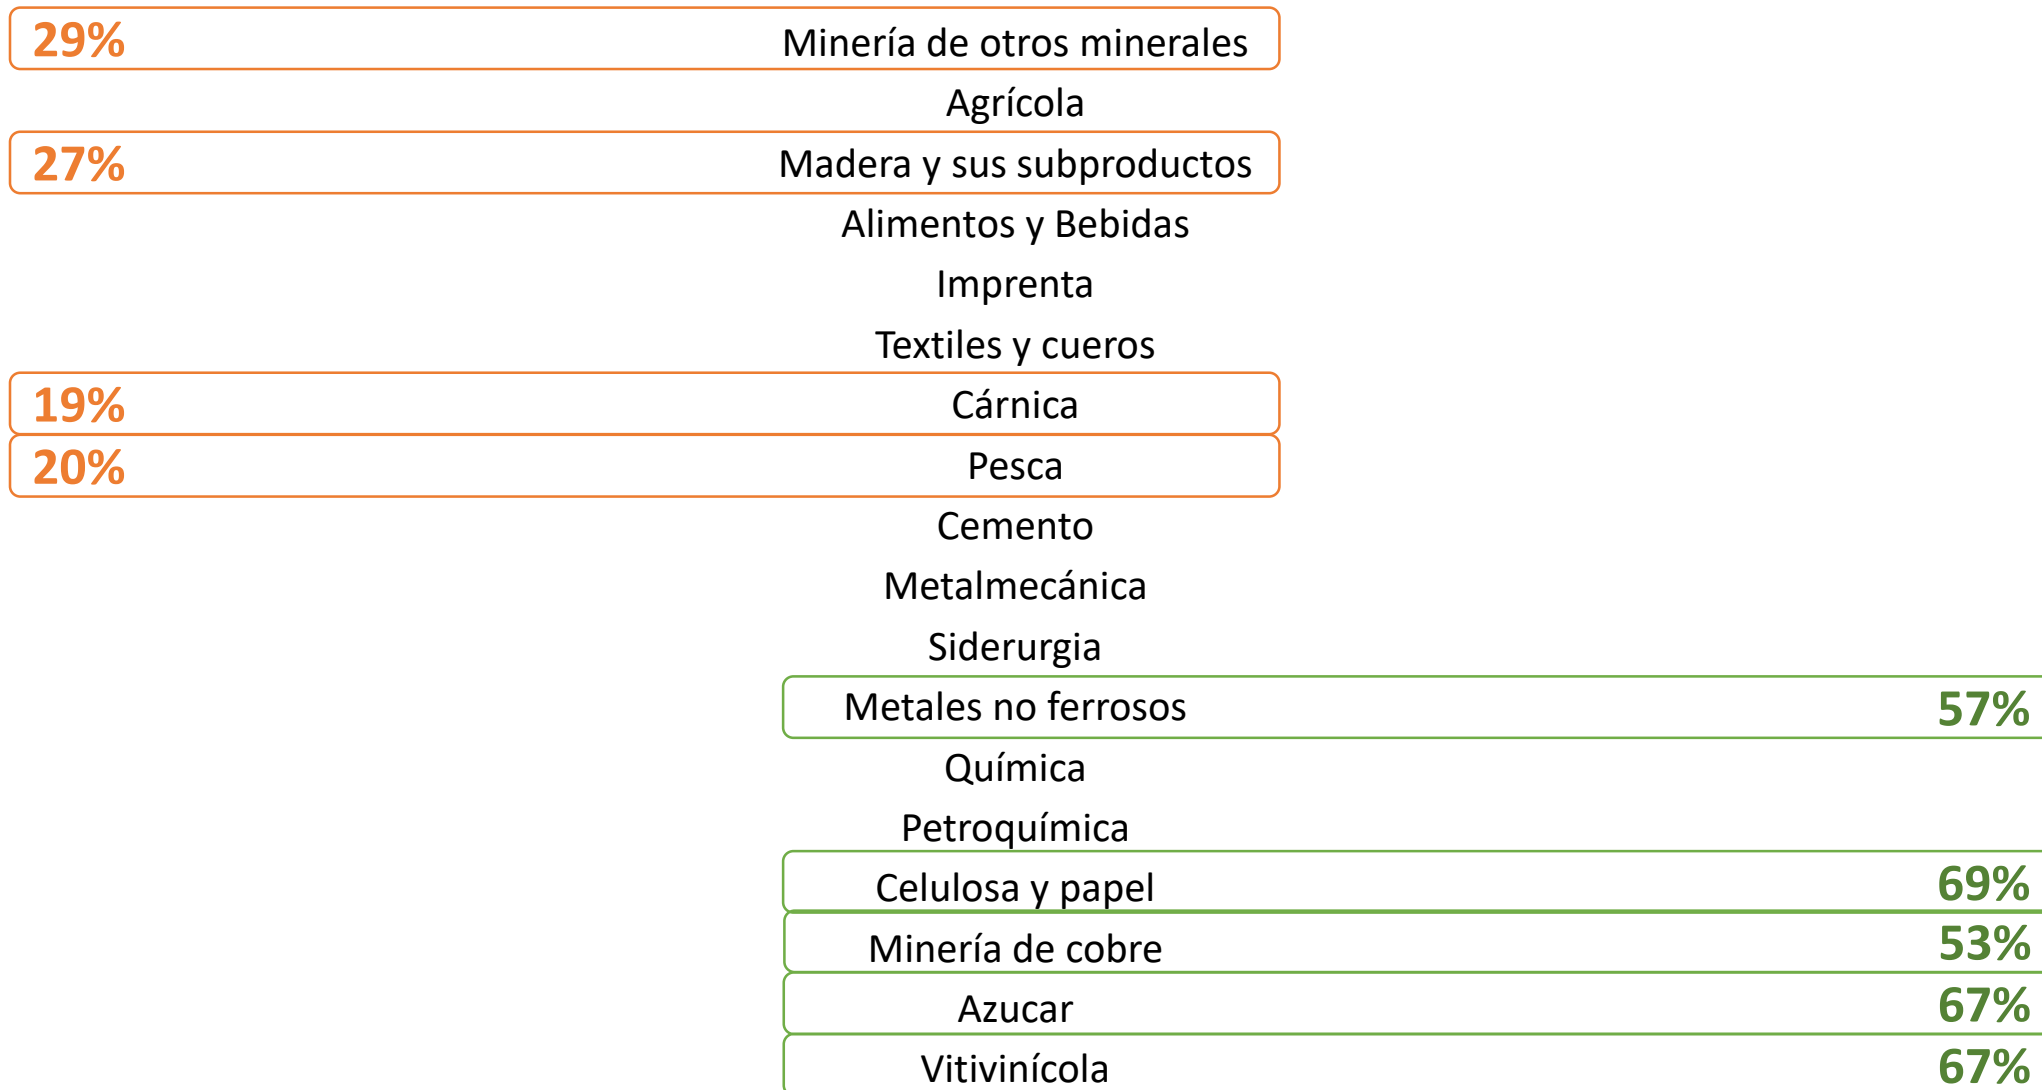 29% Minería de otros minerales
Agrícola
27% Madera y sus subproductos
Alimentos y Bebidas
Imprenta
Textiles y cueros
19% Cárnica
20% Pesca
Cemento
Metalmecánica
Siderurgia
Metales no ferrosos 57%
Química
Petroquímica
Celulosa y papel 69%
Minería de cobre 53%
Azucar 67%
Vitivinícola 67%